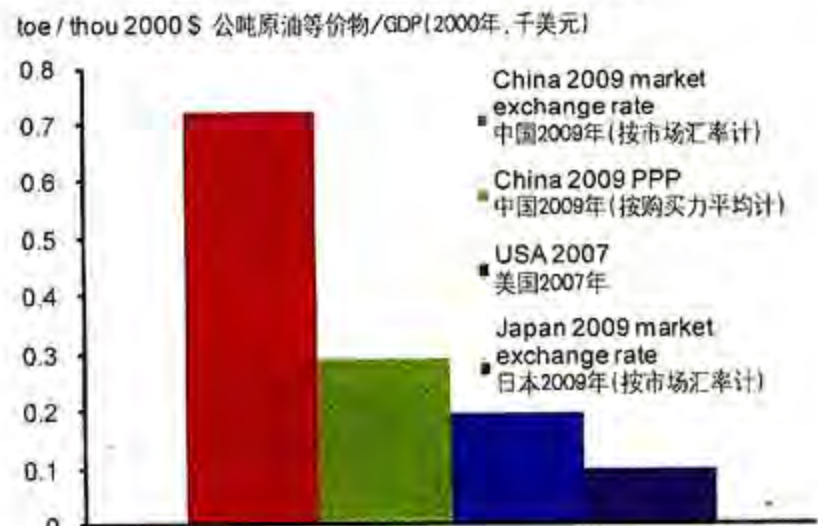 toe / thou 2000 $ 公吨原油等价物/GDP(2000年,千美元)
0.8
0.7
0.6
0.5
0.4
0.3
0.2
0.1
0
China 2009 market
exchange rate
中国2009年(按市场汇率计)
China 2009 PPP
中国2009年(按购买力平均计)
USA 2007
美国2007年
Japan 2009 market
exchange rate
日本2009年(按市场汇率计)